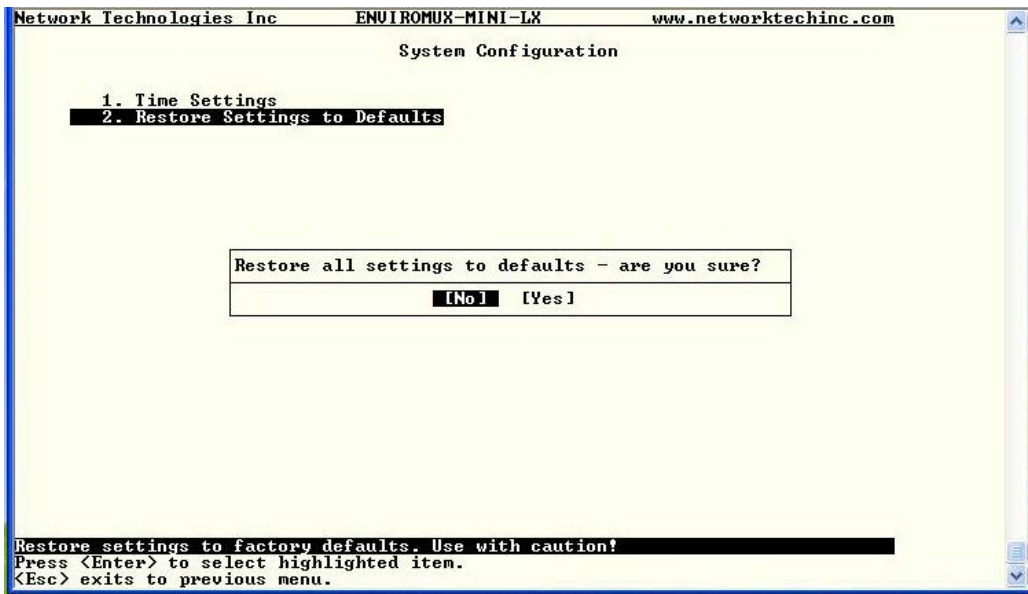 Network Technologies Inc ENVIROMUX-MINI-LX www.networktechinc.com
System Configuration
1. Time Settings
2. Restore Settings to Defaults
Restore all settings to defaults - are you sure?
[No] [Yes]
Restore settings to factory defaults. Use with caution!
Press <Enter> to select highlighted item.
<Esc> exits to previous menu.